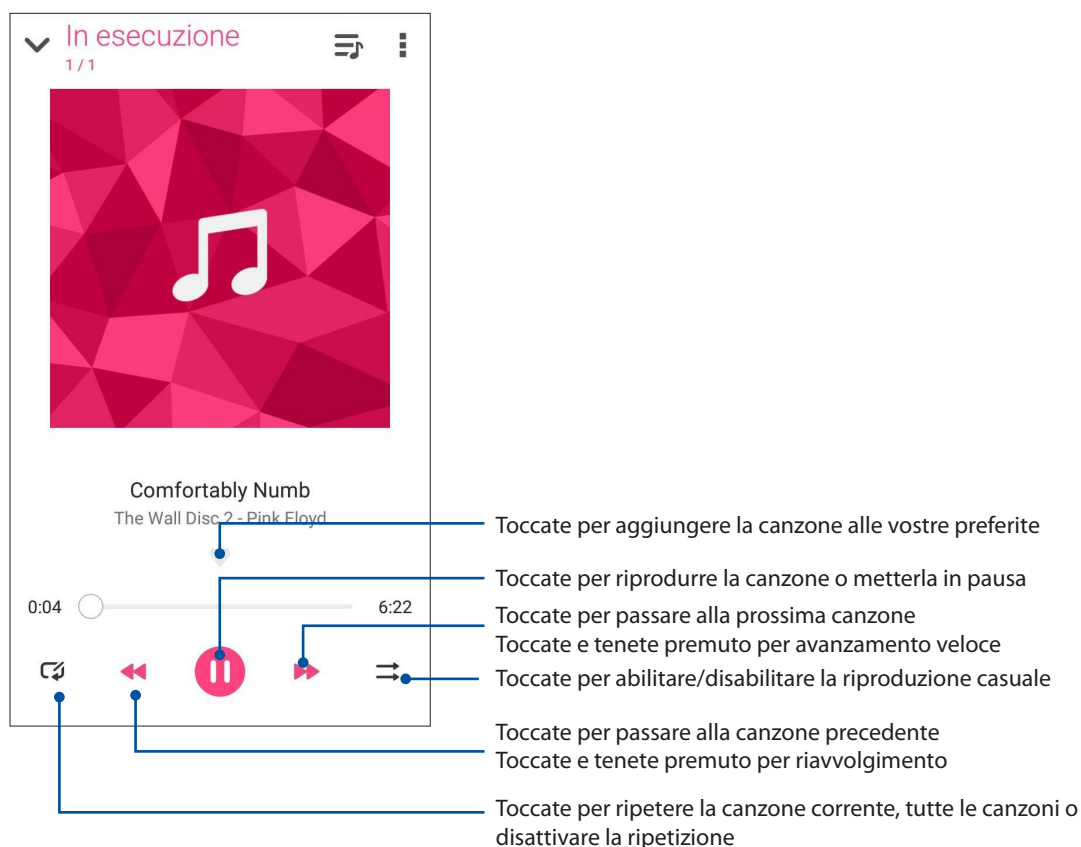 In esecuzione
1 / 1
Comfortably Numb
The Wall Disc 2 - Pink Floyd
Toccate per aggiungere la canzone alle vostre preferite
Toccate per riprodurre la canzone o metterla in pausa
0:04
6:22
Toccate per passare alla prossima canzone
Toccate e tenete premuto per avanzamento veloce
Toccate per abilitare/disabilitare la riproduzione casuale
Toccate per passare alla canzone precedente
Toccate e tenete premuto per riavvolgimento
Toccate per ripetere la canzone corrente, tutte le canzoni o
disattivare la ripetizione